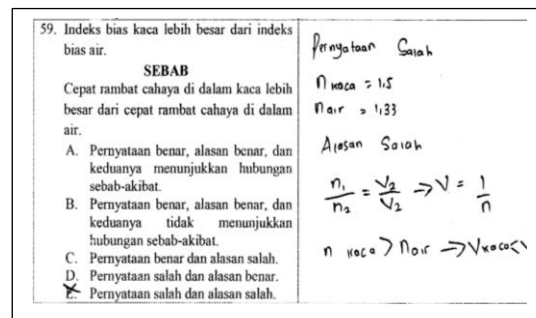 59. Indeks bias kaca lebih besar dari indeks
bias air.
SEBAB
Cepat rambat cahaya di dalam kaca lebih
besar dari cepat rambat cahaya di dalam
air.
A. Pernyataan benar, alasan benar, dan
keduanya menunjukkan hubungan
sebab-akibat.
B. Pernyataan benar, alasan benar, dan
keduanya tidak menunjukkan
hubungan sebab-akibat.
C. Pernyataan benar dan alasan salah.
D. Pernyataan salah dan alasan benar.
E. Pernyataan salah dan alasan salah.
Pernyataan Salah
n kaca = 1.5
n air = 1,33
Alasan Salah
n₁/n₂ = V₂/V₂ → V = 1/n
n kaca > n air → V kaca < V